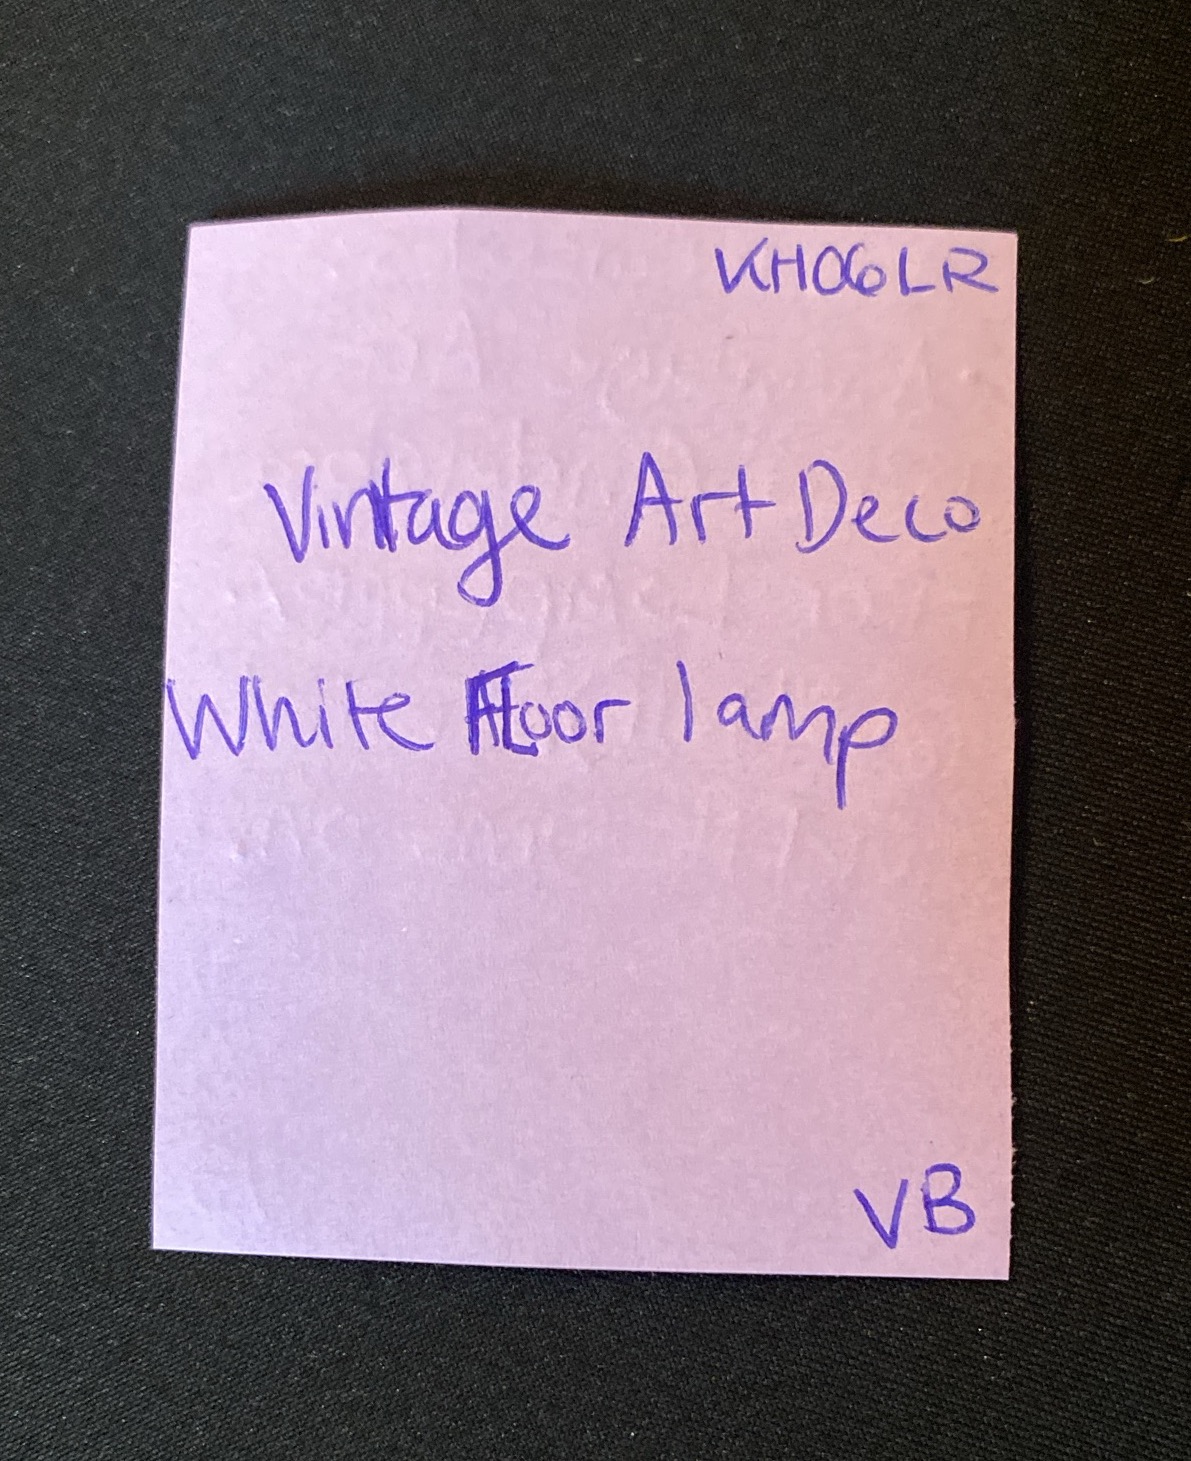 KH06LR
Vintage Art Deco
White Floor lamp
VB